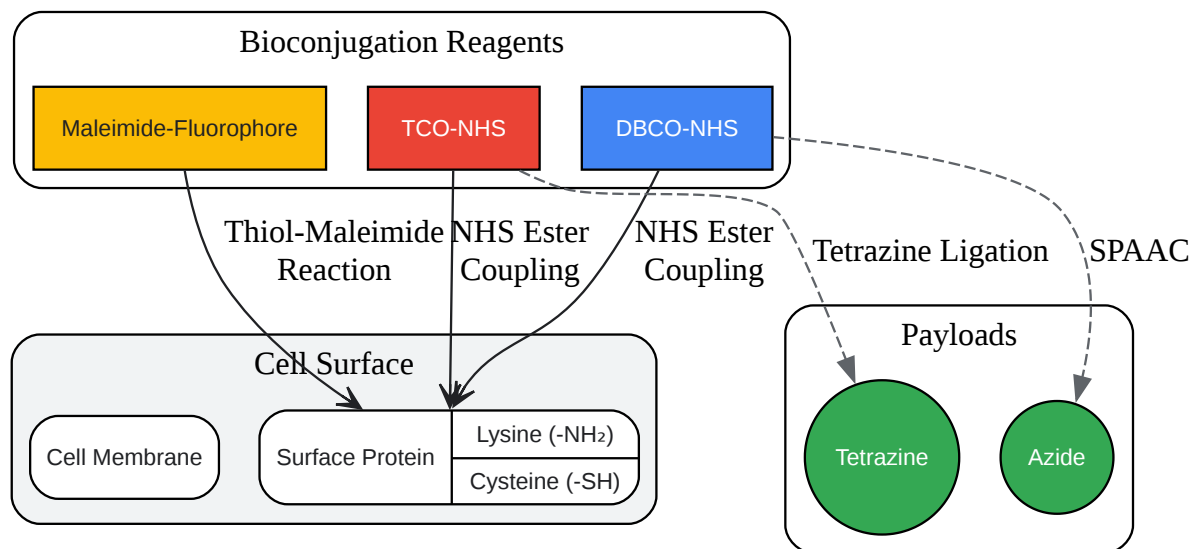 Bioconjugation Reagents
Maleimide-Fluorophore
TCO-NHS
DBCO-NHS
Thiol-Maleimide
Reaction
NHS Ester
Coupling
NHS Ester
Coupling
Tetrazine Ligation
SPAAC
Cell Surface
Cell Membrane
Surface Protein
Lysine (-NH₂)
Cysteine (-SH)
Payloads
Tetrazine
Azide